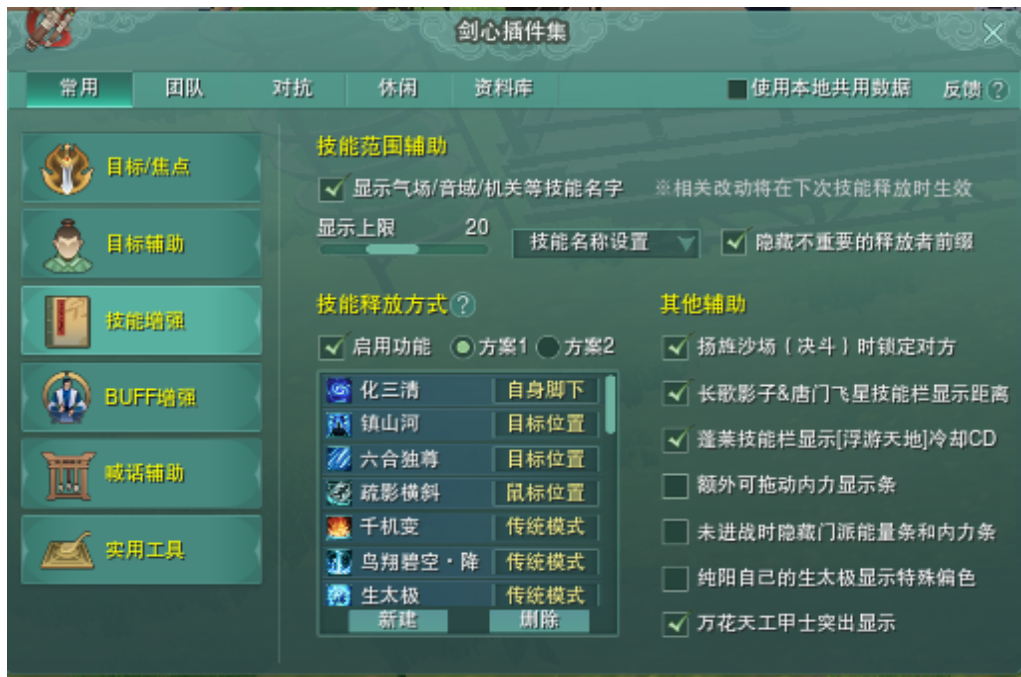 剑心插件集
常用 团队 对抗 休闲 资料库 使用本地共用数据 反馈 ?
目标/焦点
目标辅助
技能增强
BUFF增强
喊话辅助
实用工具
技能范围辅助
显示气场/音域/机关等技能名字 ※相关改动将在下次技能释放时生效
显示上限 20 技能名称设置 隐藏不重要的释放者前缀
技能释放方式 ?
启用功能 方案1 方案2
化三清 自身脚下
镇山河 目标位置
六合独尊 目标位置
疏影横斜 鼠标位置
千机变 传统模式
鸟翔碧空·降 传统模式
生太极 传统模式
新建 删除
其他辅助
扬旌沙场（决斗）时锁定对方
长歌影子&唐门飞星技能栏显示距离
蓬莱技能栏显示[浮游天地]冷却CD
额外可拖动内力显示条
未进战时隐藏门派能量条和内力条
纯阳自己的生太极显示特殊偏色
万花天工甲士突出显示